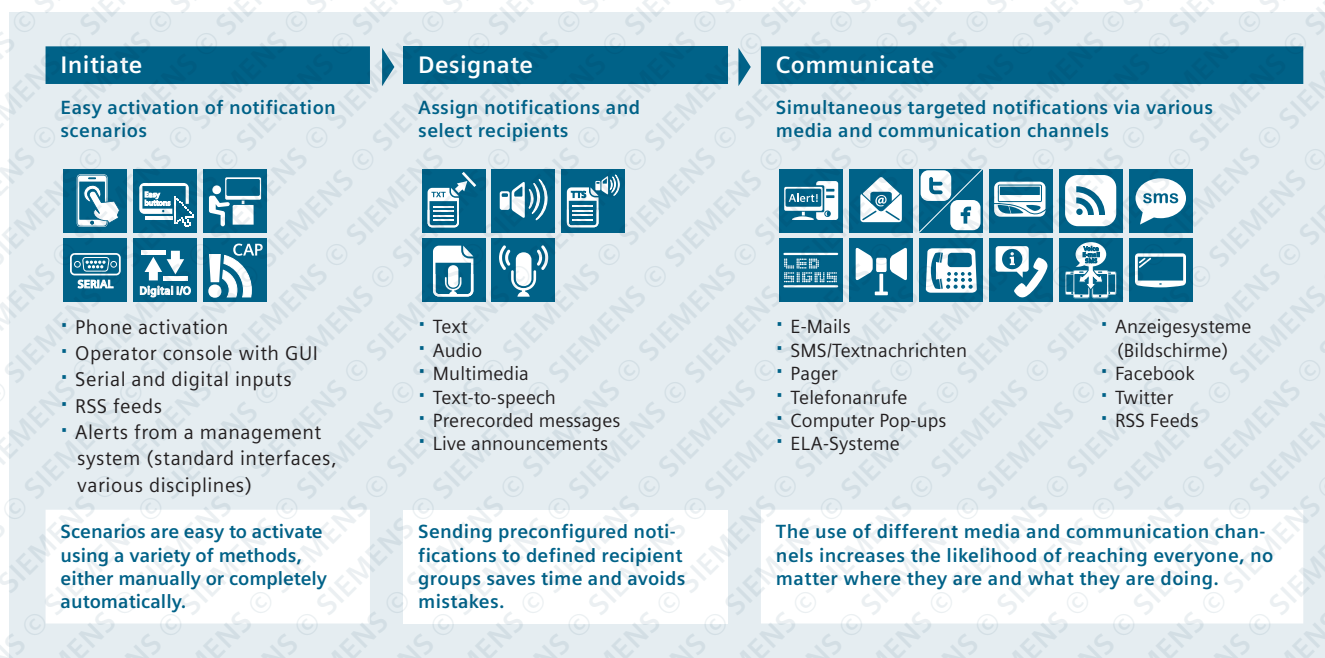 Initiate
Easy activation of notification
scenarios
Easy
buttons
SERIAL
Digital I/O
CAP
· Phone activation
· Operator console with GUI
· Serial and digital inputs
· RSS feeds
· Alerts from a management
system (standard interfaces,
various disciplines)
Scenarios are easy to activate
using a variety of methods,
either manually or completely
automatically.
Designate
Assign notifications and
select recipients
TXT
TTS
· Text
· Audio
· Multimedia
· Text-to-speech
· Prerecorded messages
· Live announcements
Sending preconfigured noti-
fications to defined recipient
groups saves time and avoids
mistakes.
Communicate
Simultaneous targeted notifications via various
media and communication channels
Alert!
@
t
f
sms
LED
SIGNS
i
Voice
E-mail
SMS
· E-Mails
· SMS/Textnachrichten
· Pager
· Telefonanrufe
· Computer Pop-ups
· ELA-Systeme
· Anzeigesysteme
(Bildschirme)
· Facebook
· Twitter
· RSS Feeds
The use of different media and communication chan-
nels increases the likelihood of reaching everyone, no
matter where they are and what they are doing.
© SIEMENS